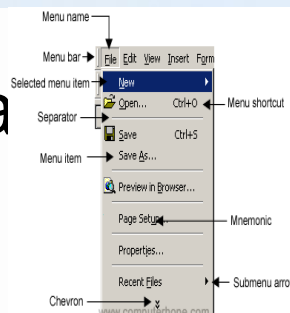 Menu name
Menu bar File Edit View Insert Form
Selected menu item New
Open... Ctrl+O Menu shortcut
Separator
a
Save Ctrl+S
Menu item Save As...
Preview in Browser...
Page Setup... Mnemonic
Properties...
Recent Files Submenu arro
Chevron
www.computerhope.com